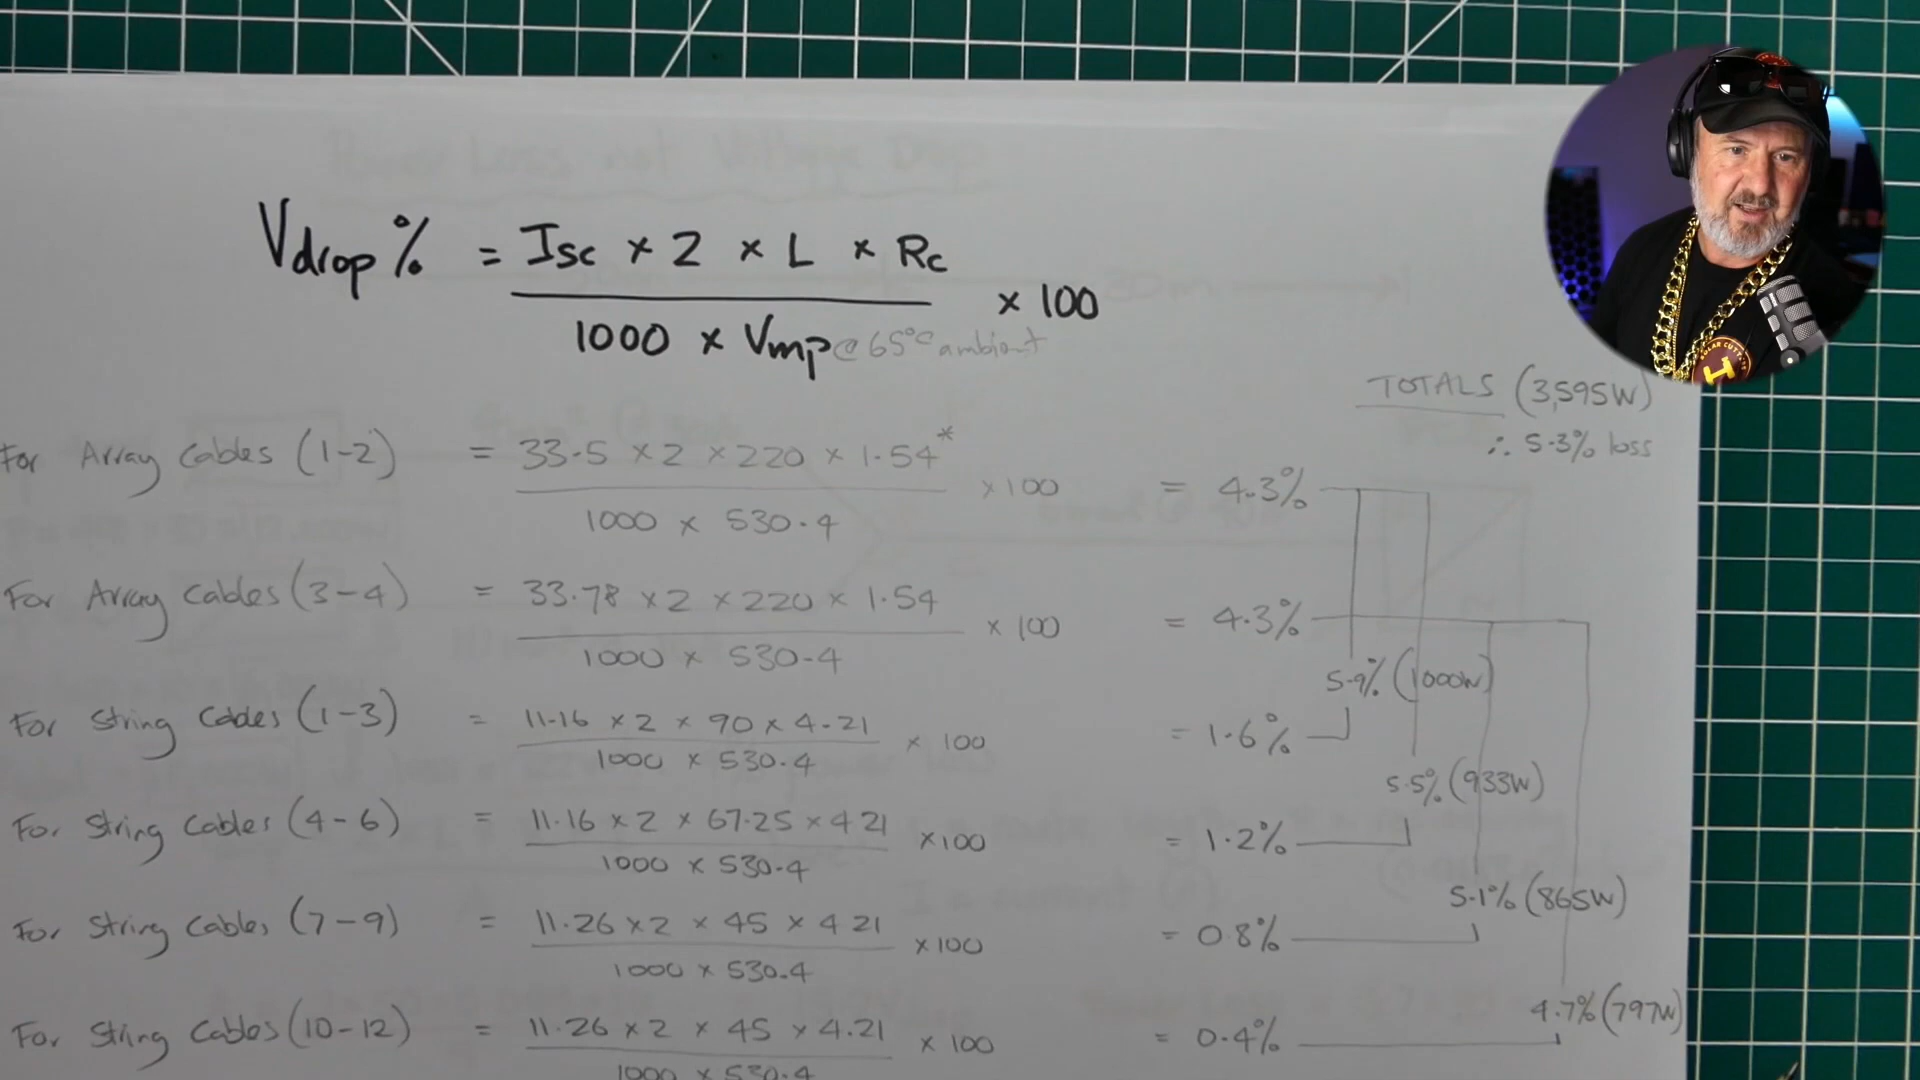 Vdrop % = Isc × 2 × L × Rc
1000 × Vmp @ 65°C ambient
× 100
TOTALS (3,595W)
∴ 5.3% loss
For Array Cables (1-2) = 33.5 × 2 × 220 × 1.54* × 100 = 4.3%
1000 × 530.4
For Array Cables (3-4) = 33.78 × 2 × 220 × 1.54 × 100 = 4.3%
1000 × 530.4
5.9% (1000W)
For String Cables (1-3) = 11.16 × 2 × 90 × 4.21 × 100 = 1.6%
1000 × 530.4
5.5% (933W)
For String Cables (4-6) = 11.16 × 2 × 67.25 × 4.21 × 100 = 1.2%
1000 × 530.4
5.1% (865W)
For String Cables (7-9) = 11.26 × 2 × 45 × 4.21 × 100 = 0.8%
1000 × 530.4
4.7% (797W)
For String Cables (10-12) = 11.26 × 2 × 45 × 4.21 × 100 = 0.4%
1000 × 530.4